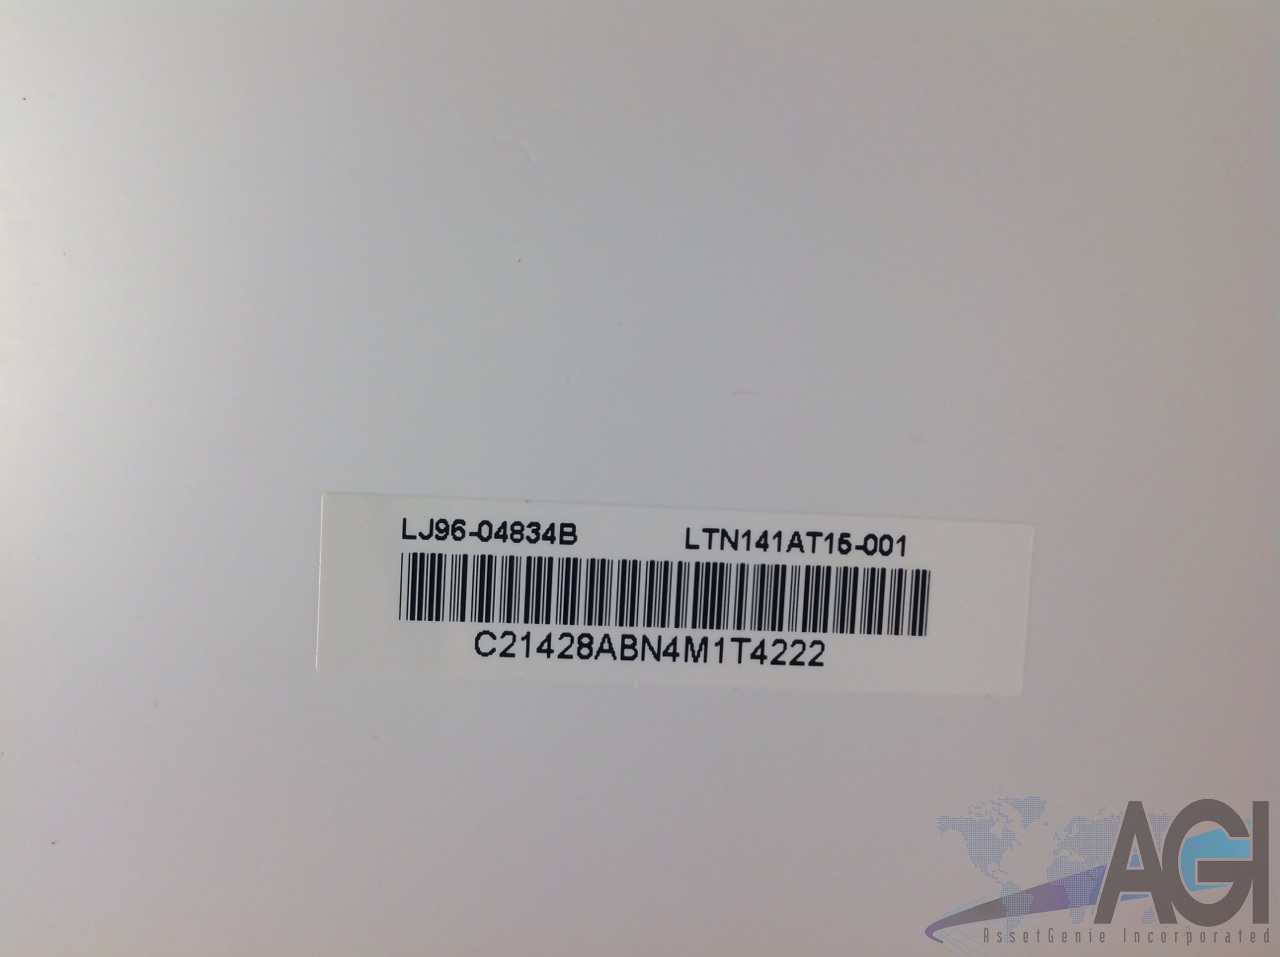 LJ96-04834B LTN141AT15-001
C21428ABN4M1T4222
AGI
AssetGenie Incorporated